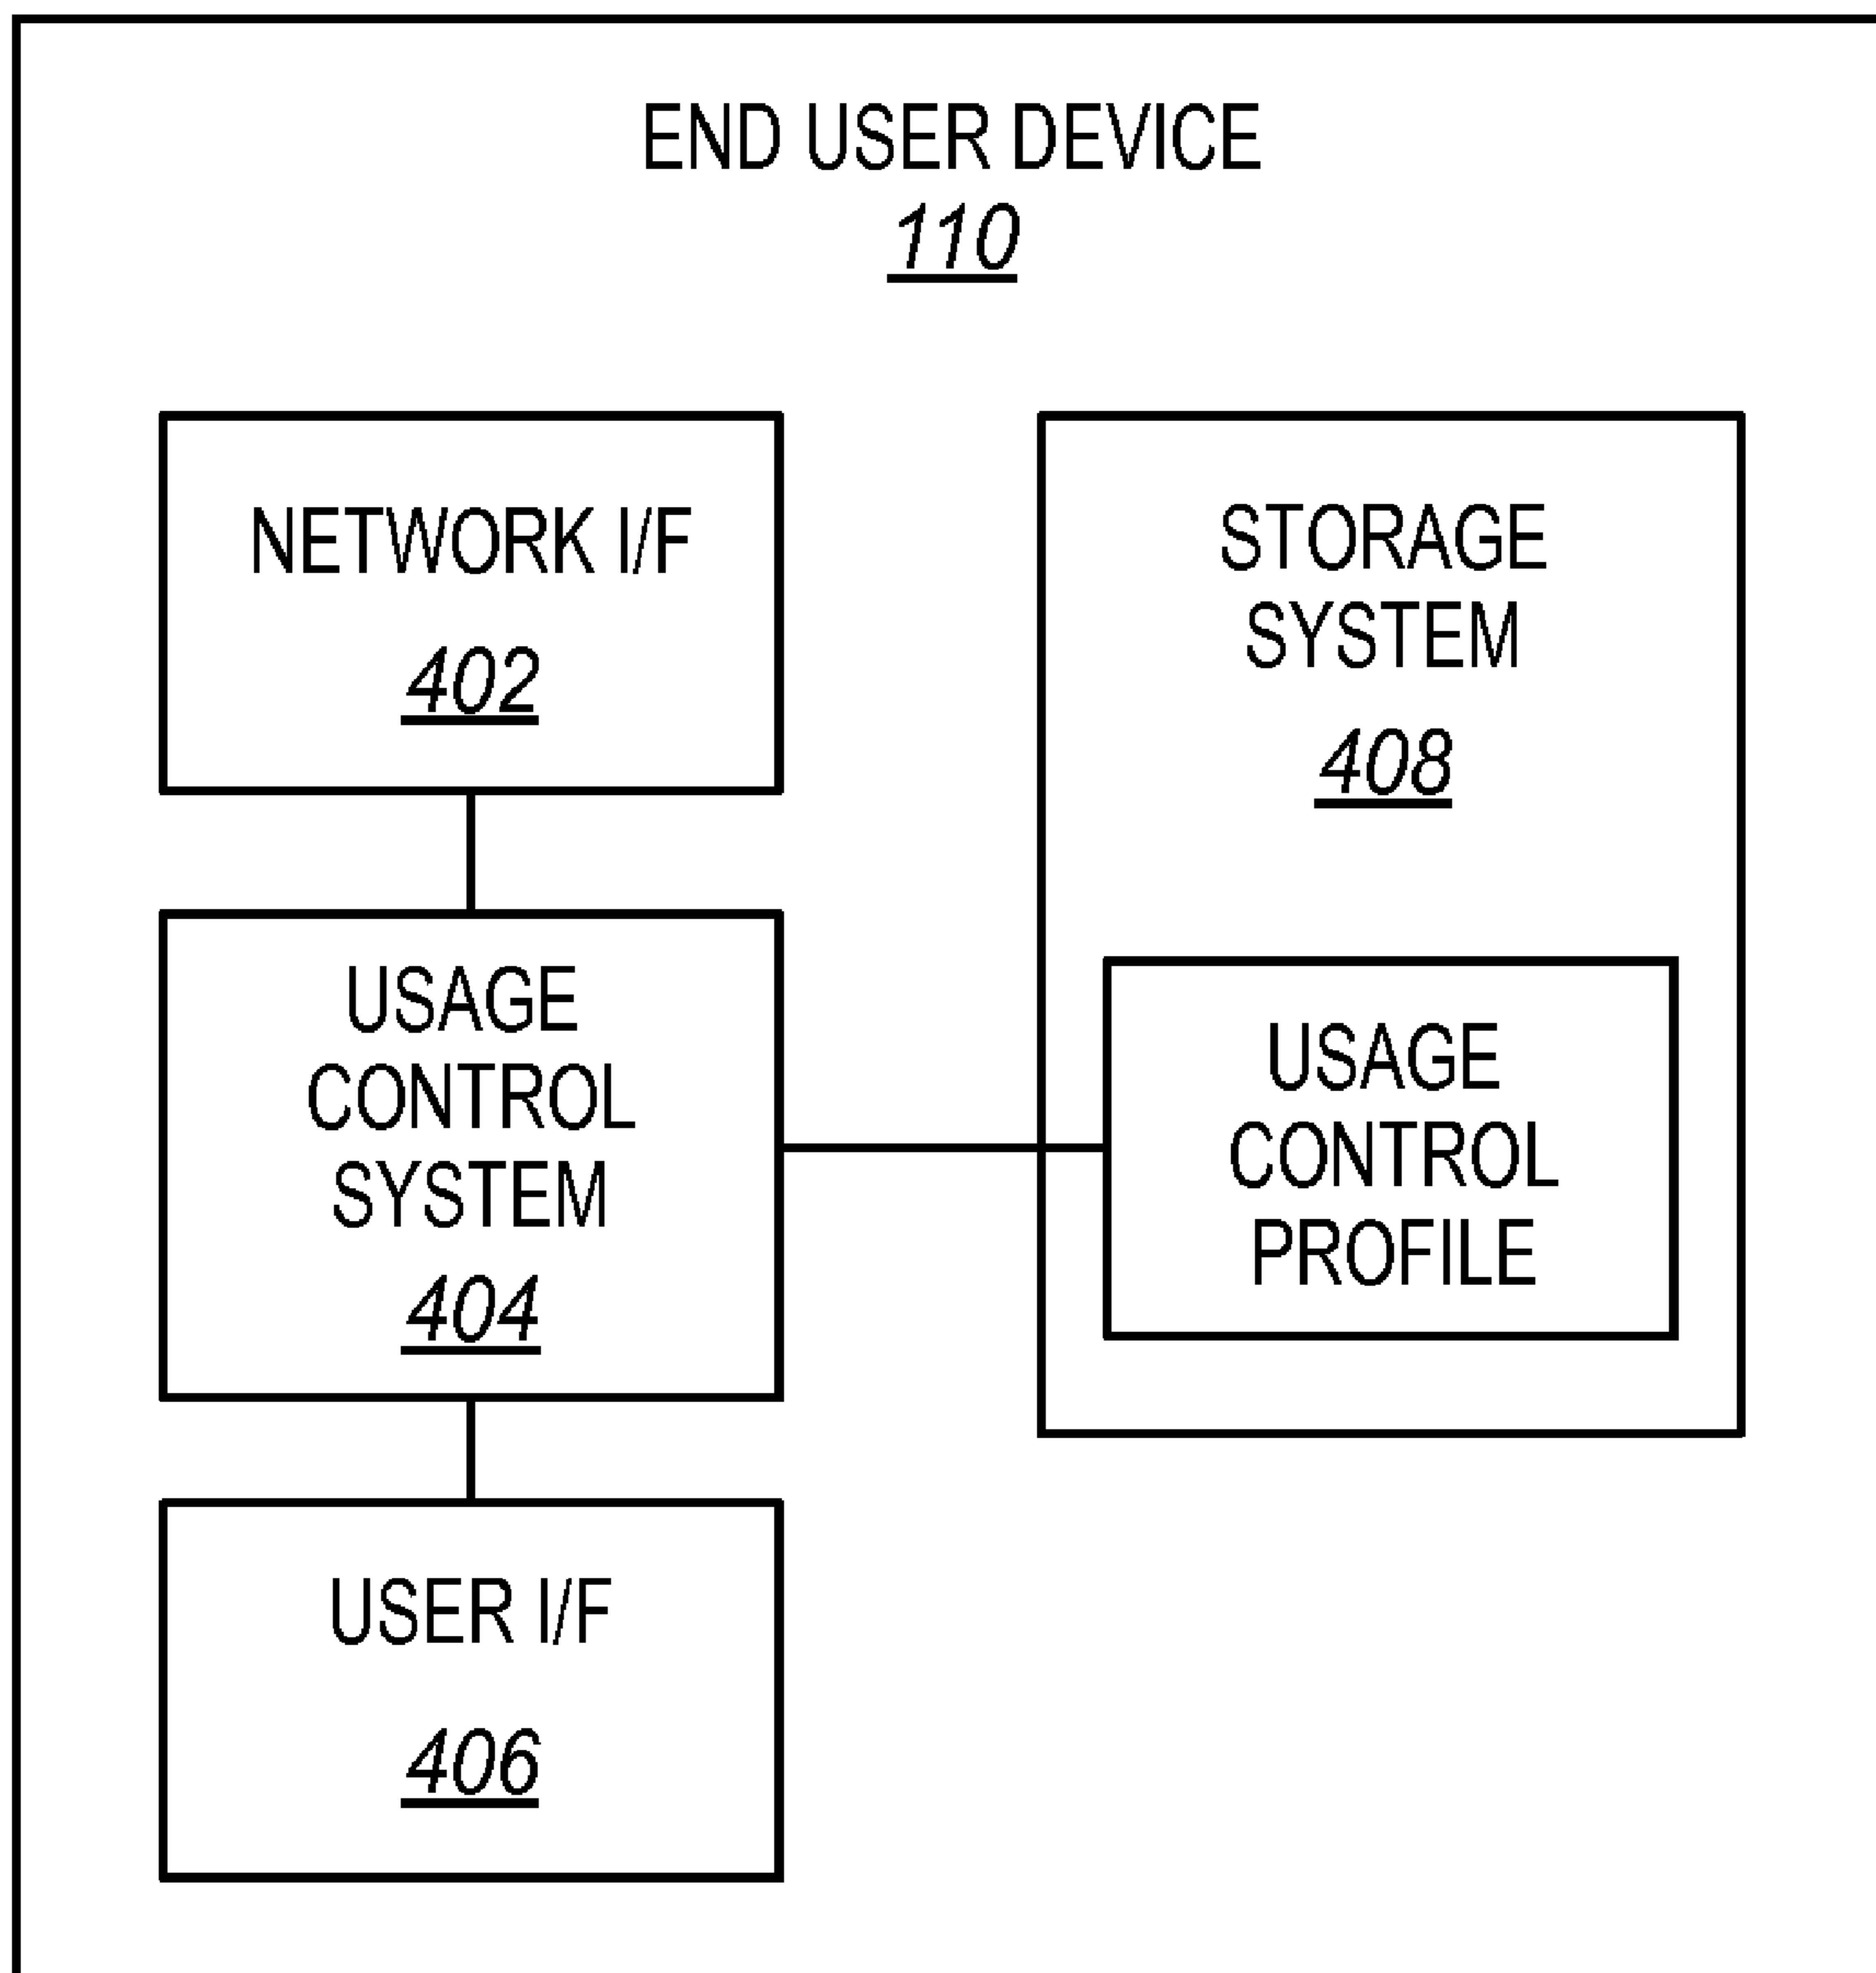 END USER DEVICE
110
NETWORK I/F
402
USAGE
CONTROL
SYSTEM
404
USER I/F
406
STORAGE
SYSTEM
408
USAGE
CONTROL
PROFILE